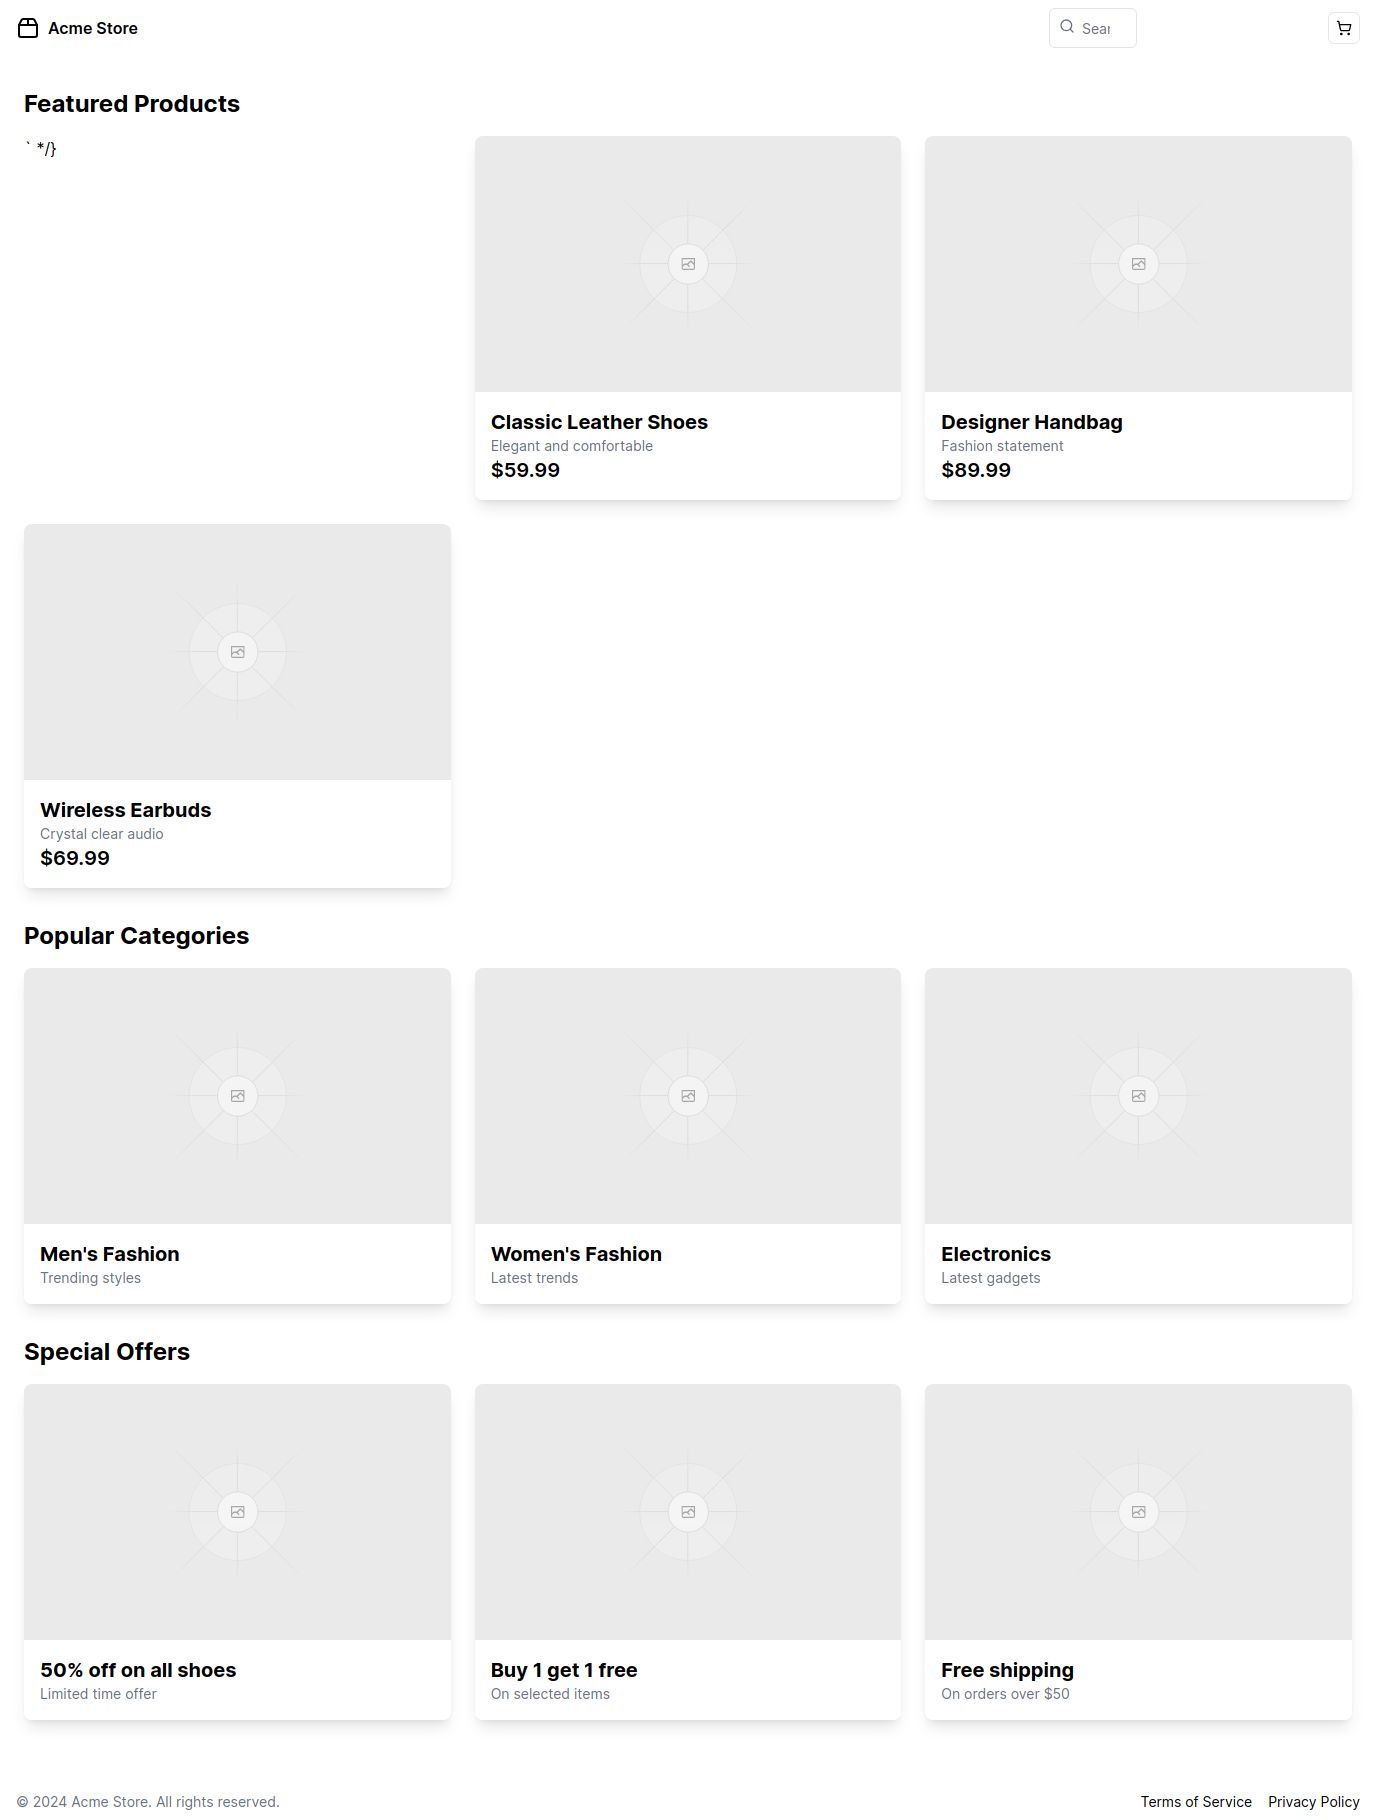 Acme Store
Sear
Featured Products
` */}
Classic Leather Shoes
Elegant and comfortable
$59.99
Designer Handbag
Fashion statement
$89.99
Wireless Earbuds
Crystal clear audio
$69.99
Popular Categories
Men's Fashion
Trending styles
Women's Fashion
Latest trends
Electronics
Latest gadgets
Special Offers
50% off on all shoes
Limited time offer
Buy 1 get 1 free
On selected items
Free shipping
On orders over $50
© 2024 Acme Store. All rights reserved.
Terms of Service
Privacy Policy